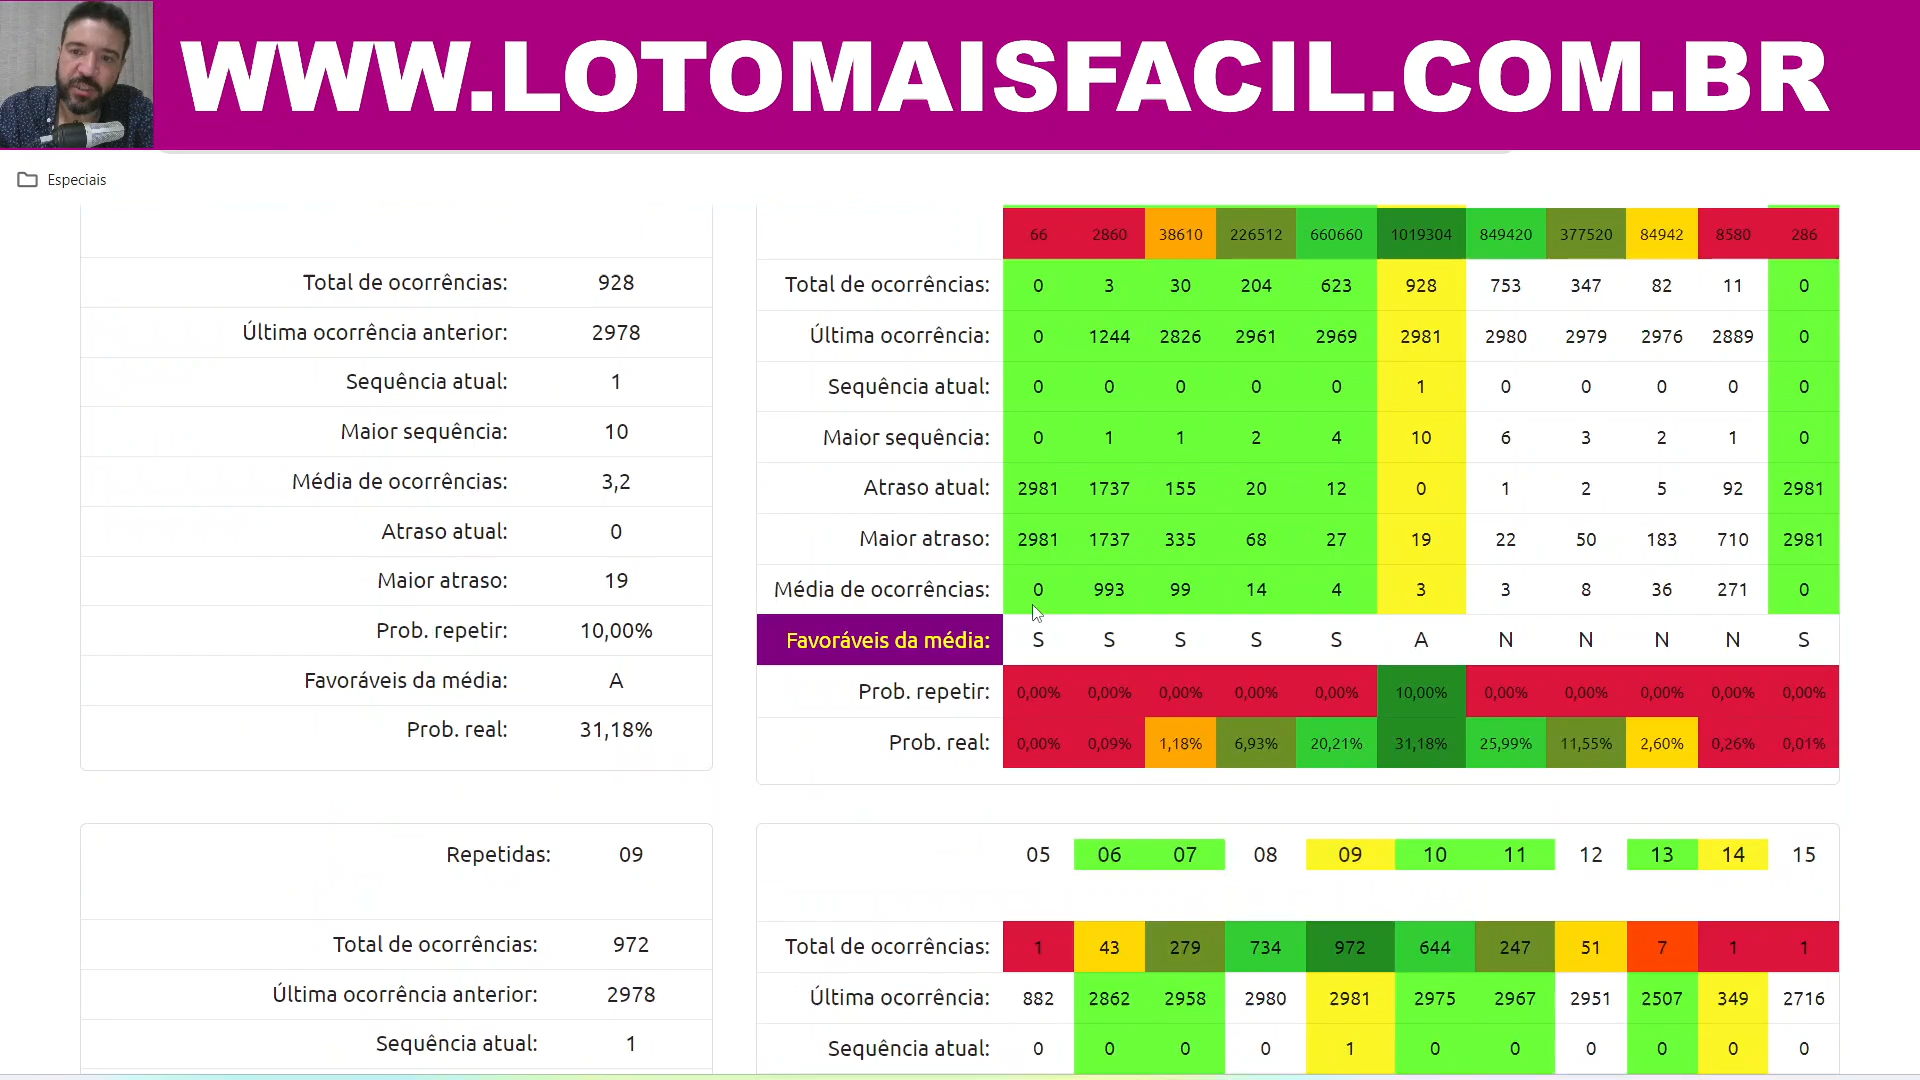 WWW.LOTOMAISFACIL.COM.BR
Especiais
Total de ocorrências: 928
Última ocorrência anterior: 2978
Sequência atual: 1
Maior sequência: 10
Média de ocorrências: 3,2
Atraso atual: 0
Maior atraso: 19
Prob. repetir: 10,00%
Favoráveis da média: A
Prob. real: 31,18%
66 2860 38610 226512 660660 1019304 849420 377520 84942 8580 286
Total de ocorrências: 0 3 30 204 623 928 753 347 82 11 0
Última ocorrência: 0 1244 2826 2961 2969 2981 2980 2979 2976 2889 0
Sequência atual: 0 0 0 0 0 1 0 0 0 0 0
Maior sequência: 0 1 1 2 4 10 6 3 2 1 0
Atraso atual: 2981 1737 155 20 12 0 1 2 5 92 2981
Maior atraso: 2981 1737 335 68 27 19 22 50 183 710 2981
Média de ocorrências: 0 993 99 14 4 3 3 8 36 271 0
Favoráveis da média: S S S S S A N N N N S
Prob. repetir: 0,00% 0,00% 0,00% 0,00% 0,00% 10,00% 0,00% 0,00% 0,00% 0,00% 0,00%
Prob. real: 0,00% 0,09% 1,18% 6,93% 20,21% 31,18% 25,99% 11,55% 2,60% 0,26% 0,01%
Repetidas: 09
Total de ocorrências: 972
Última ocorrência anterior: 2978
Sequência atual: 1
05 06 07 08 09 10 11 12 13 14 15
Total de ocorrências: 1 43 279 734 972 644 247 51 7 1 1
Última ocorrência: 882 2862 2958 2980 2981 2975 2967 2951 2507 349 2716
Sequência atual: 0 0 0 0 1 0 0 0 0 0 0